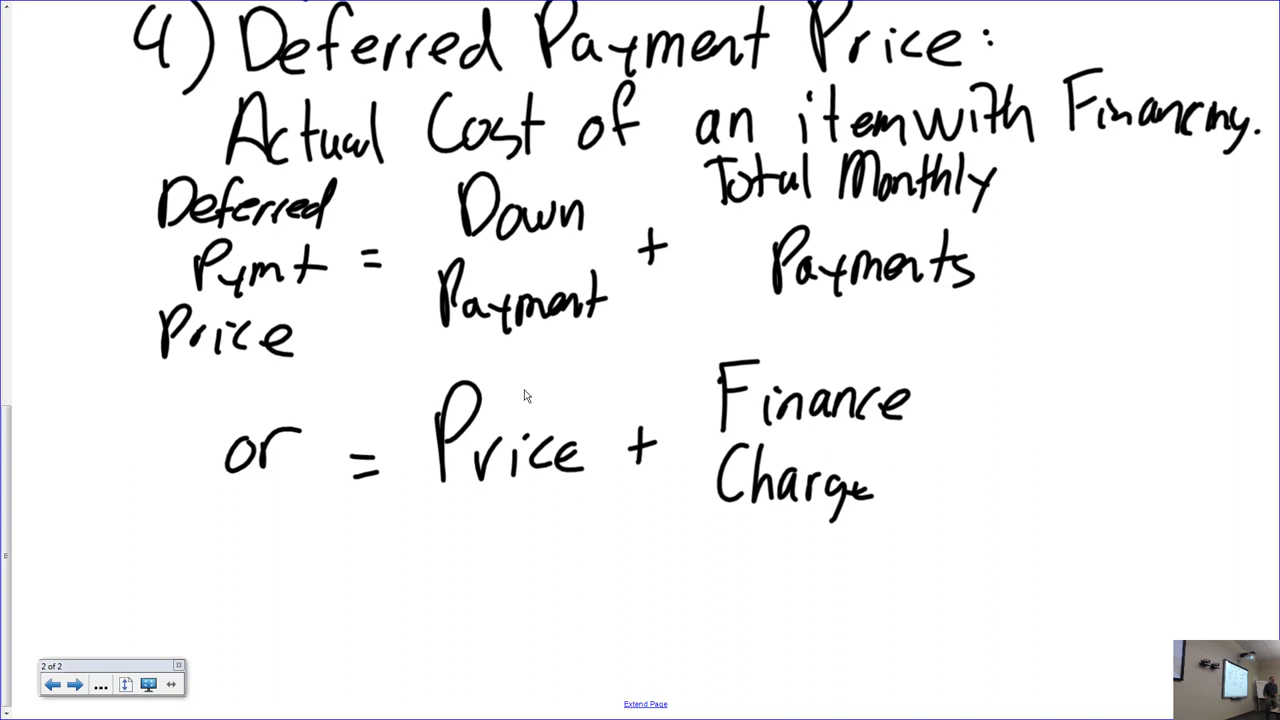 4) Deferred Payment Price:
Actual Cost of an item with Financing.
Deferred Pymt Price = Down Payment + Total Monthly Payments
or = Price + Finance Charge
2 of 2
...
Extend Page